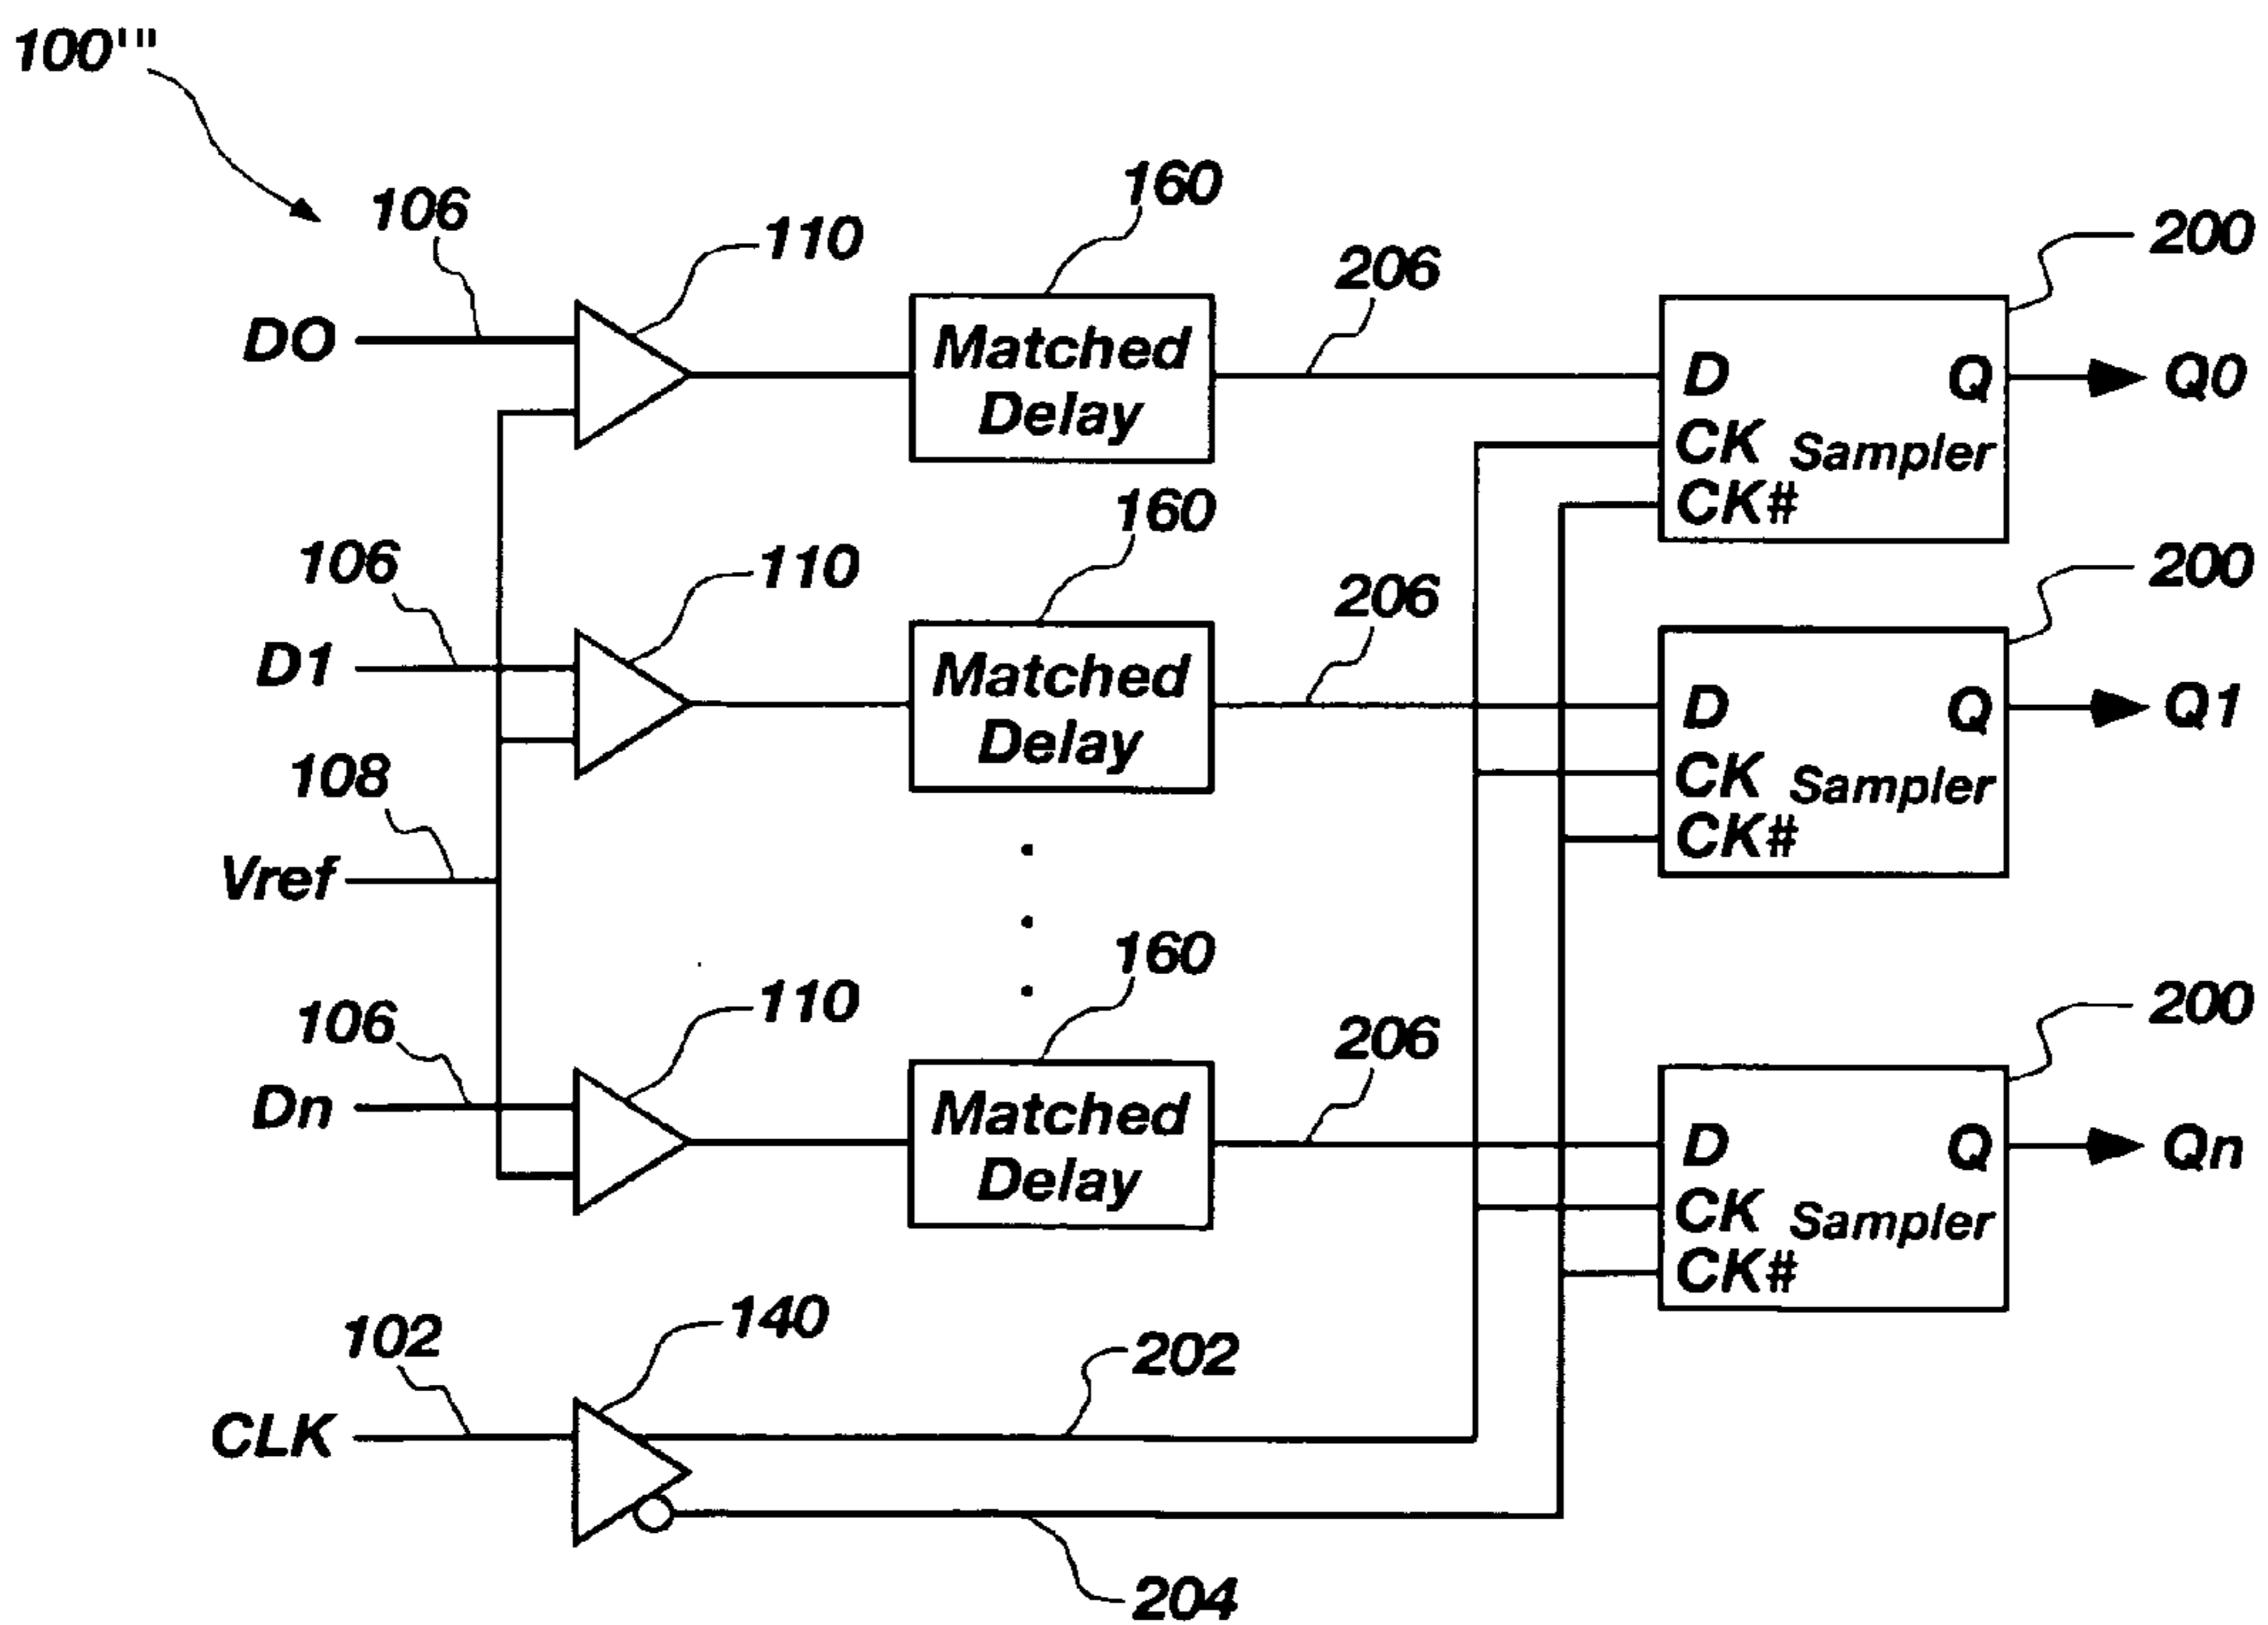 100'''
106
110
160
206
200
DO
Matched
Delay
D
Q
Q0
CK
Sampler
CK#
106
110
160
206
200
D1
Matched
Delay
D
Q
Q1
CK
Sampler
CK#
108
Vref
106
110
160
206
200
Dn
Matched
Delay
D
Q
Qn
CK
Sampler
CK#
102
140
202
CLK
204